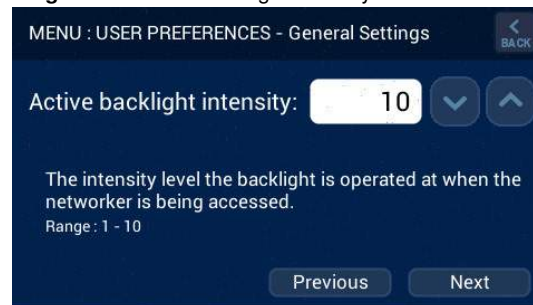 MENU : USER PREFERENCES - General Settings
BACK
Active backlight intensity:
10
The intensity level the backlight is operated at when the
networker is being accessed.
Range : 1 - 10
Previous
Next